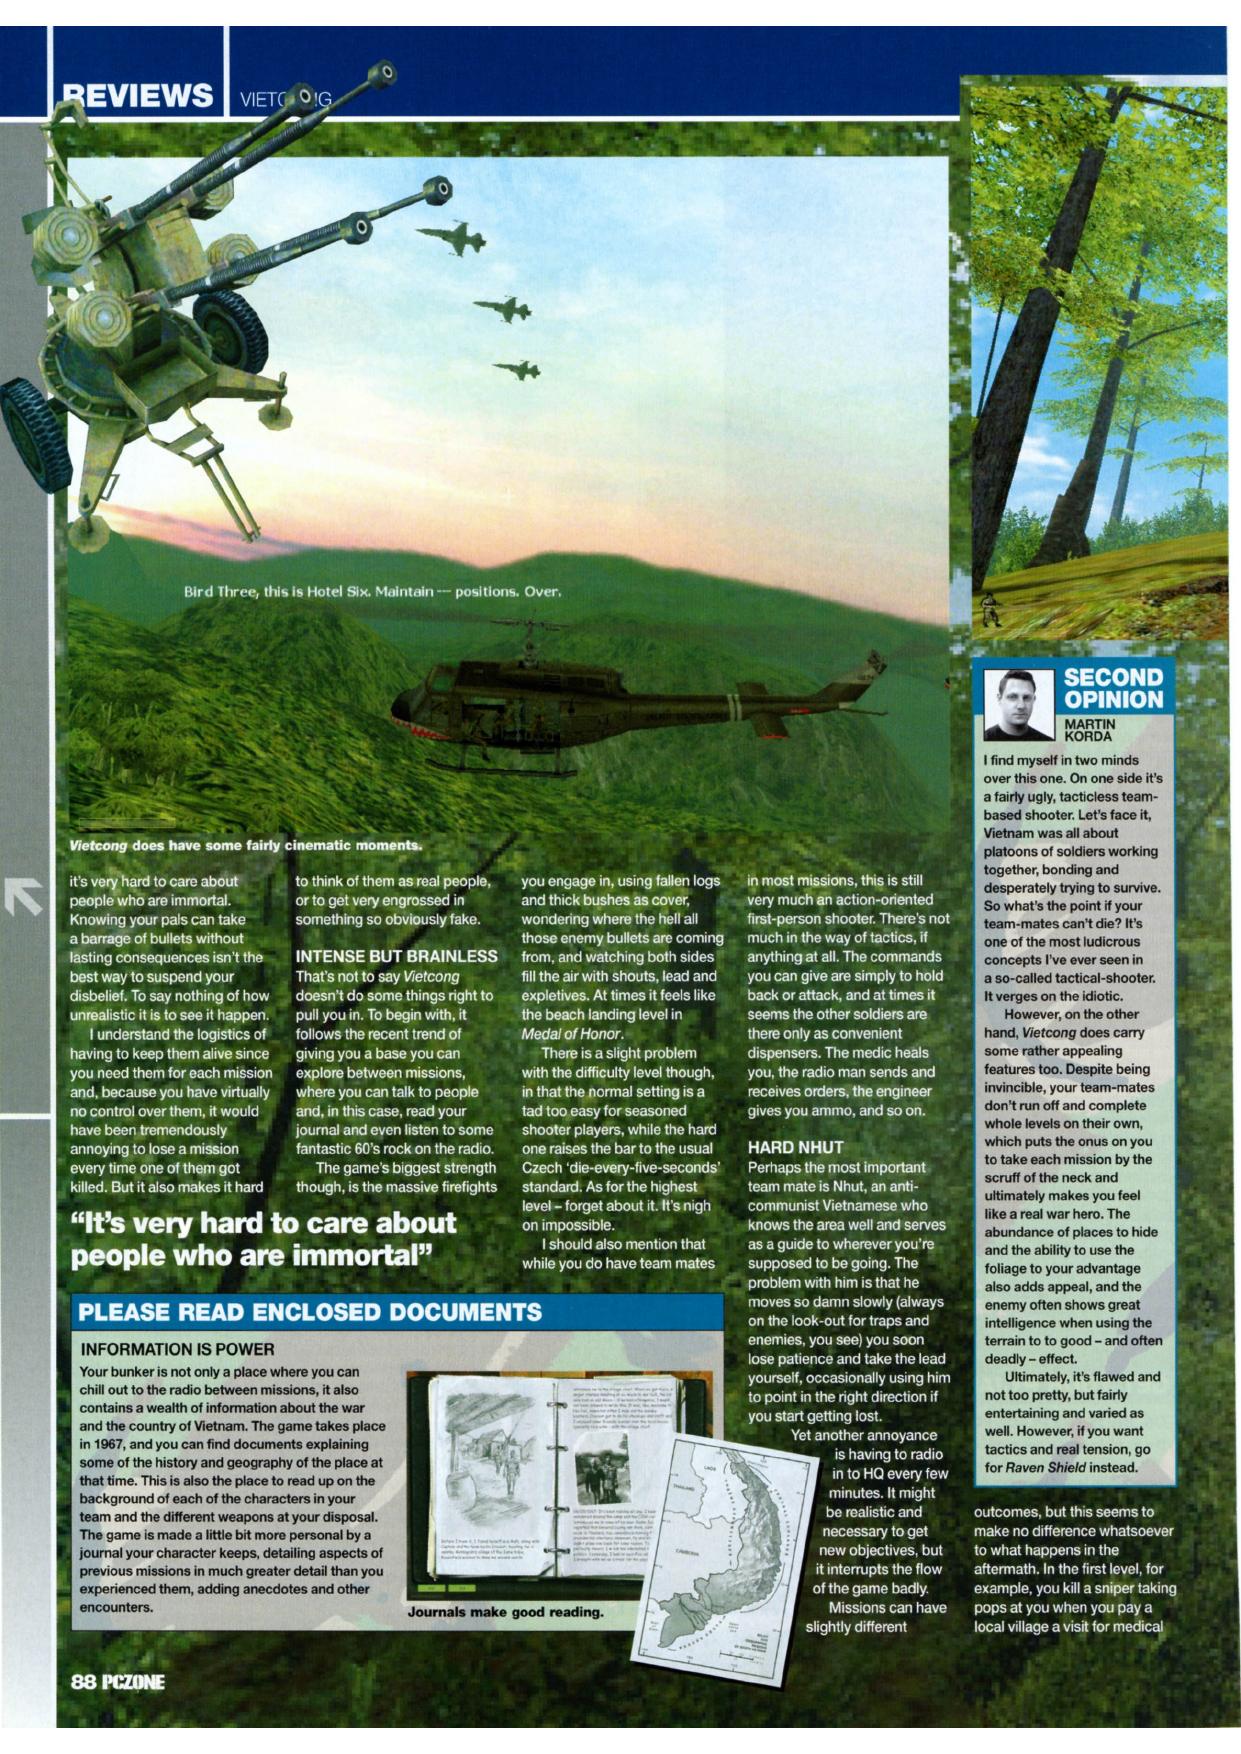 REVIEWS
VIETCONG
Bird Three, this is Hotel Six. Maintain --- positions. Over.
Vietcong does have some fairly cinematic moments.
it's very hard to care about
people who are immortal.
Knowing your pals can take
a barrage of bullets without
lasting consequences isn't the
best way to suspend your
disbelief. To say nothing of how
unrealistic it is to see it happen.
I understand the logistics of
having to keep them alive since
you need them for each mission
and, because you have virtually
no control over them, it would
have been tremendously
annoying to lose a mission
every time one of them got
killed. But it also makes it hard
to think of them as real people,
or to get very engrossed in
something so obviously fake.
INTENSE BUT BRAINLESS
That's not to say Vietcong
doesn't do some things right to
pull you in. To begin with, it
follows the recent trend of
giving you a base you can
explore between missions,
where you can talk to people
and, in this case, read your
journal and even listen to some
fantastic 60's rock on the radio.
The game's biggest strength
though, is the massive firefights
"It's very hard to care about
people who are immortal"
you engage in, using fallen logs
and thick bushes as cover,
wondering where the hell all
those enemy bullets are coming
from, and watching both sides
fill the air with shouts, lead and
expletives. At times it feels like
the beach landing level in
Medal of Honor.
There is a slight problem
with the difficulty level though,
in that the normal setting is a
tad too easy for seasoned
shooter players, while the hard
one raises the bar to the usual
Czech 'die-every-five-seconds'
standard. As for the highest
level – forget about it. It's nigh
on impossible.
I should also mention that
while you do have team mates
in most missions, this is still
very much an action-oriented
first-person shooter. There's not
much in the way of tactics, if
anything at all. The commands
you can give are simply to hold
back or attack, and at times it
seems the other soldiers are
there only as convenient
dispensers. The medic heals
you, the radio man sends and
receives orders, the engineer
gives you ammo, and so on.
HARD NHUT
Perhaps the most important
team mate is Nhut, an anti-
communist Vietnamese who
knows the area well and serves
as a guide to wherever you're
supposed to be going. The
problem with him is that he
moves so damn slowly (always
on the look-out for traps and
enemies, you see) you soon
lose patience and take the lead
yourself, occasionally using him
to point in the right direction if
you start getting lost.
Yet another annoyance
is having to radio
in to HQ every few
minutes. It might
be realistic and
necessary to get
new objectives, but
it interrupts the flow
of the game badly.
Missions can have
slightly different
outcomes, but this seems to
make no difference whatsoever
to what happens in the
aftermath. In the first level, for
example, you kill a sniper taking
pops at you when you pay a
local village a visit for medical
SECOND
OPINION
MARTIN
KORDA
I find myself in two minds
over this one. On one side it's
a fairly ugly, tacticless team-
based shooter. Let's face it,
Vietnam was all about
platoons of soldiers working
together, bonding and
desperately trying to survive.
So what's the point if your
team-mates can't die? It's
one of the most ludicrous
concepts I've ever seen in
a so-called tactical-shooter.
It verges on the idiotic.
However, on the other
hand, Vietcong does carry
some rather appealing
features too. Despite being
invincible, your team-mates
don't run off and complete
whole levels on their own,
which puts the onus on you
to take each mission by the
scruff of the neck and
ultimately makes you feel
like a real war hero. The
abundance of places to hide
and the ability to use the
foliage to your advantage
also adds appeal, and the
enemy often shows great
intelligence when using the
terrain to to good – and often
deadly – effect.
Ultimately, it's flawed and
not too pretty, but fairly
entertaining and varied as
well. However, if you want
tactics and real tension, go
for Raven Shield instead.
PLEASE READ ENCLOSED DOCUMENTS
INFORMATION IS POWER
Your bunker is not only a place where you can
chill out to the radio between missions, it also
contains a wealth of information about the war
and the country of Vietnam. The game takes place
in 1967, and you can find documents explaining
some of the history and geography of the place at
that time. This is also the place to read up on the
background of each of the characters in your
team and the different weapons at your disposal.
The game is made a little bit more personal by a
journal your character keeps, detailing aspects of
previous missions in much greater detail than you
experienced them, adding anecdotes and other
encounters.
Journals make good reading.
LAOS
THAILAND
CAMBODIA
88 PCZONE